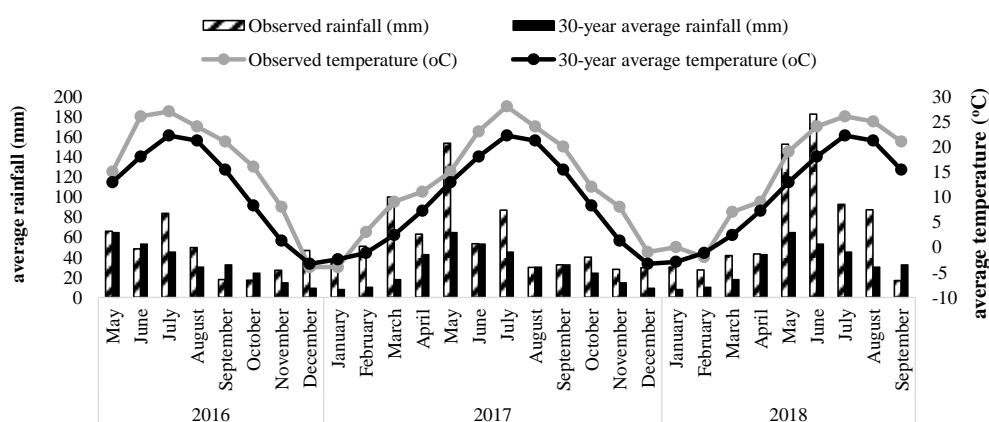 Observed rainfall (mm) 30-year average rainfall (mm)
Observed temperature (oC) 30-year average temperature (oC)
average rainfall (mm)
200
180
160
140
120
100
80
60
40
20
0
30
25
20
15
10
5
0
-5
-10
average temperature (°C)
May
June
July
August
September
October
November
December
January
February
March
April
May
June
July
August
September
October
November
December
January
February
March
April
May
June
July
August
September
2016 2017 2018